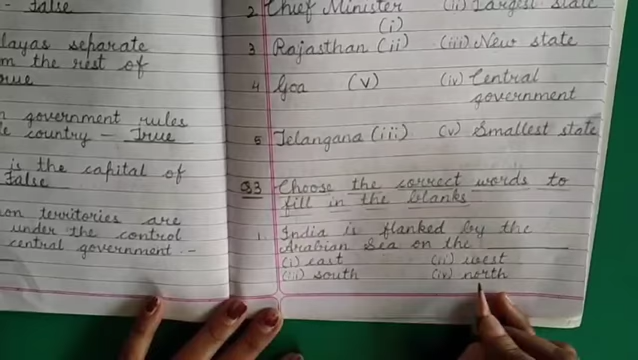 - False
layas separate
m the rest of
rue
n government rules
e country - True
is the capital of
False
on territories are
under the control
central government -
2 Chief Minister (i)
(ii) Largest state
3 Rajasthan (ii) (iii) New state
4 Goa (v) (iv) Central
government
5 Telangana (iii) (v) Smallest state
Q3 Choose the correct words to
fill in the blanks
1. India is flanked by the
Arabian Sea on the ________
(i) east (ii) west
(iii) south (iv) north